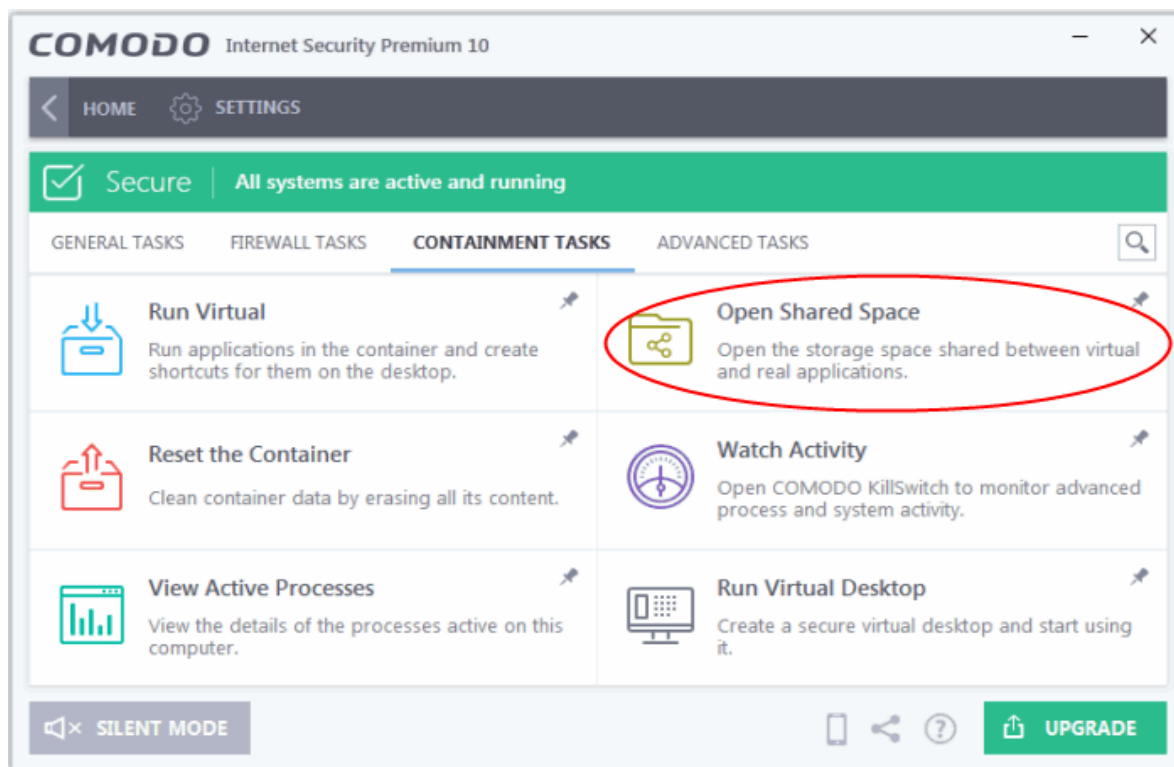 COMODO Internet Security Premium 10
HOME SETTINGS
Secure All systems are active and running
GENERAL TASKS FIREWALL TASKS CONTAINMENT TASKS ADVANCED TASKS
Run Virtual
Run applications in the container and create
shortcuts for them on the desktop.
Open Shared Space
Open the storage space shared between virtual
and real applications.
Reset the Container
Clean container data by erasing all its content.
Watch Activity
Open COMODO KillSwitch to monitor advanced
process and system activity.
View Active Processes
View the details of the processes active on this
computer.
Run Virtual Desktop
Create a secure virtual desktop and start using
it.
SILENT MODE
?
UPGRADE